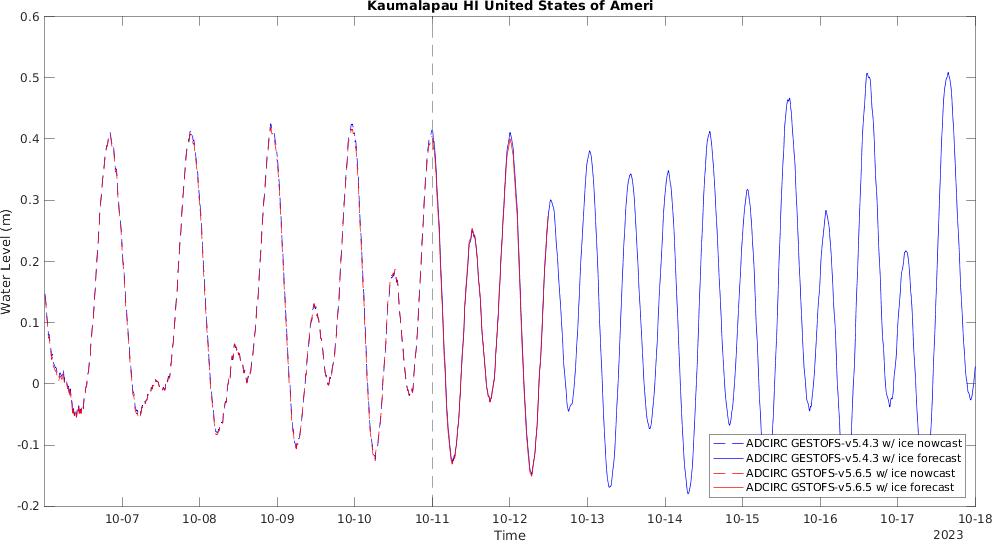 Kaumalapau HI United States of Ameri
0.6
0.5
0.4
0.3
0.2
0.1
0
-0.1
-0.2
Water Level (m)
ADCIRC GESTOFS-v5.4.3 w/ ice nowcast
ADCIRC GESTOFS-v5.4.3 w/ ice forecast
ADCIRC GSTOFS-v5.6.5 w/ ice nowcast
ADCIRC GSTOFS-v5.6.5 w/ ice forecast
10-07 10-08 10-09 10-10 10-11 10-12 10-13 10-14 10-15 10-16 10-17 10-18
Time
2023